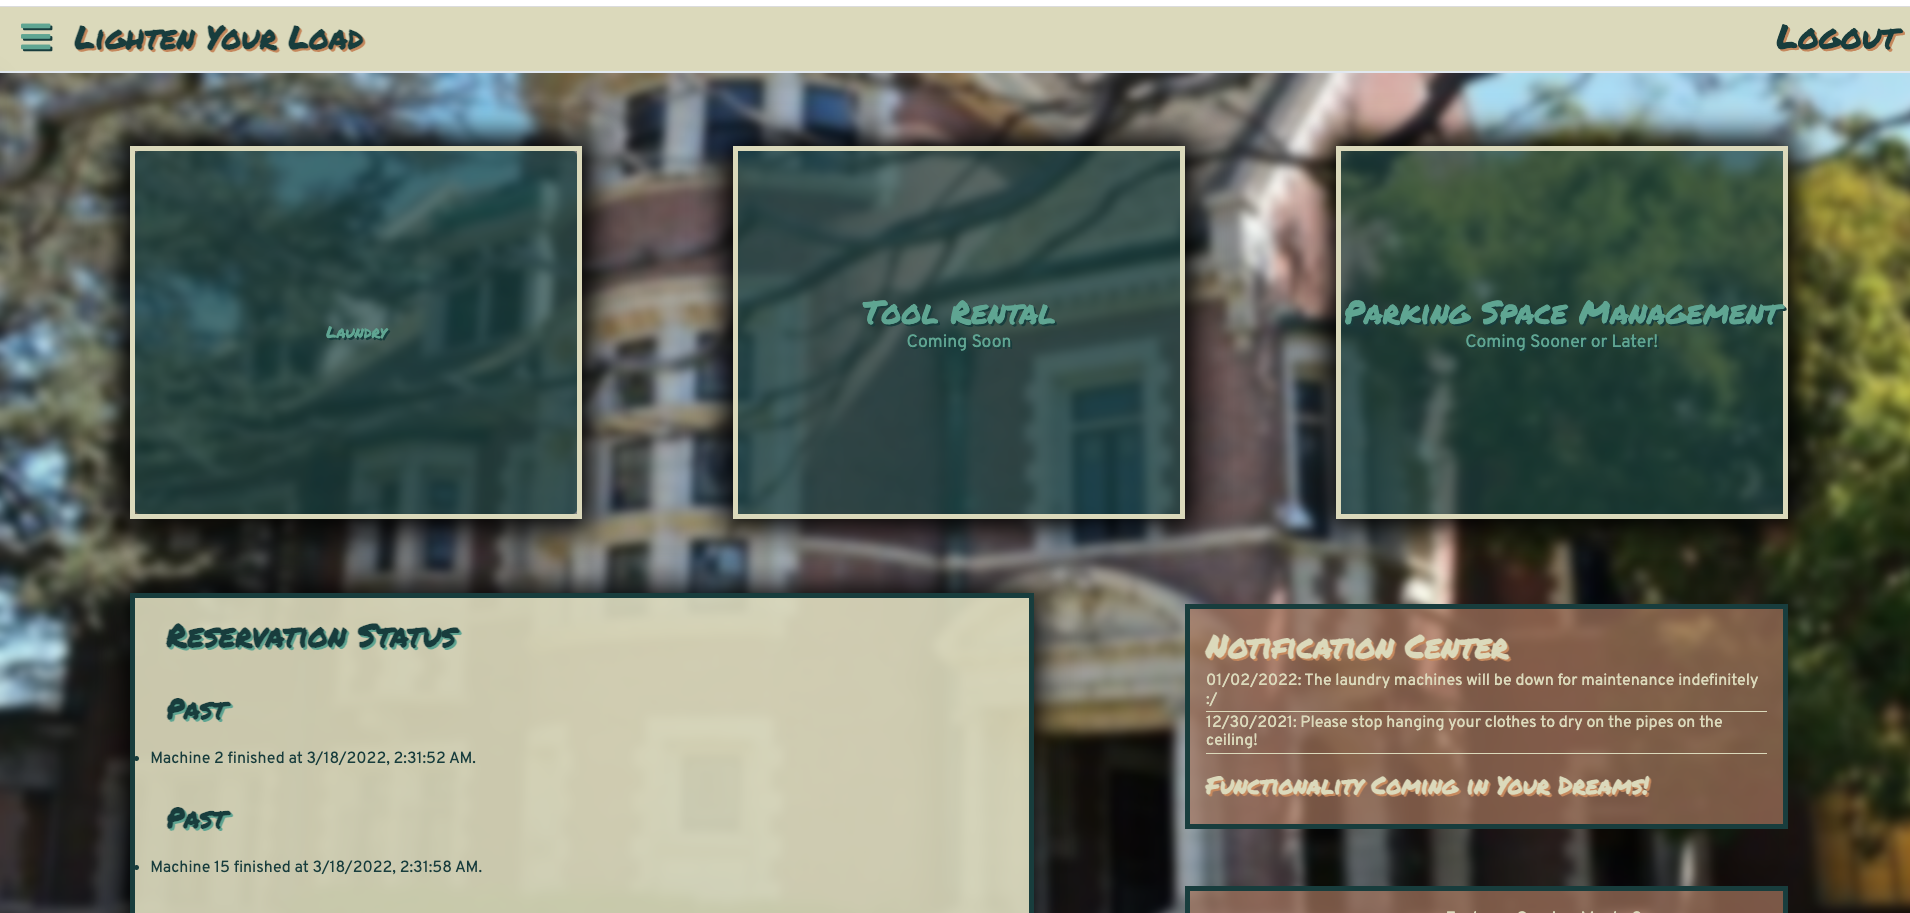 Lighten Your Load
Logout
Laundry
Tool Rental
Coming Soon
Parking Space Management
Coming Sooner or Later!
Reservation Status
Past
Machine 2 finished at 3/18/2022, 2:31:52 AM.
Past
Machine 15 finished at 3/18/2022, 2:31:58 AM.
Notification Center
01/02/2022: The laundry machines will be down for maintenance indefinitely
:/
12/30/2021: Please stop hanging your clothes to dry on the pipes on the
ceiling!
Functionality Coming in Your Dreams!